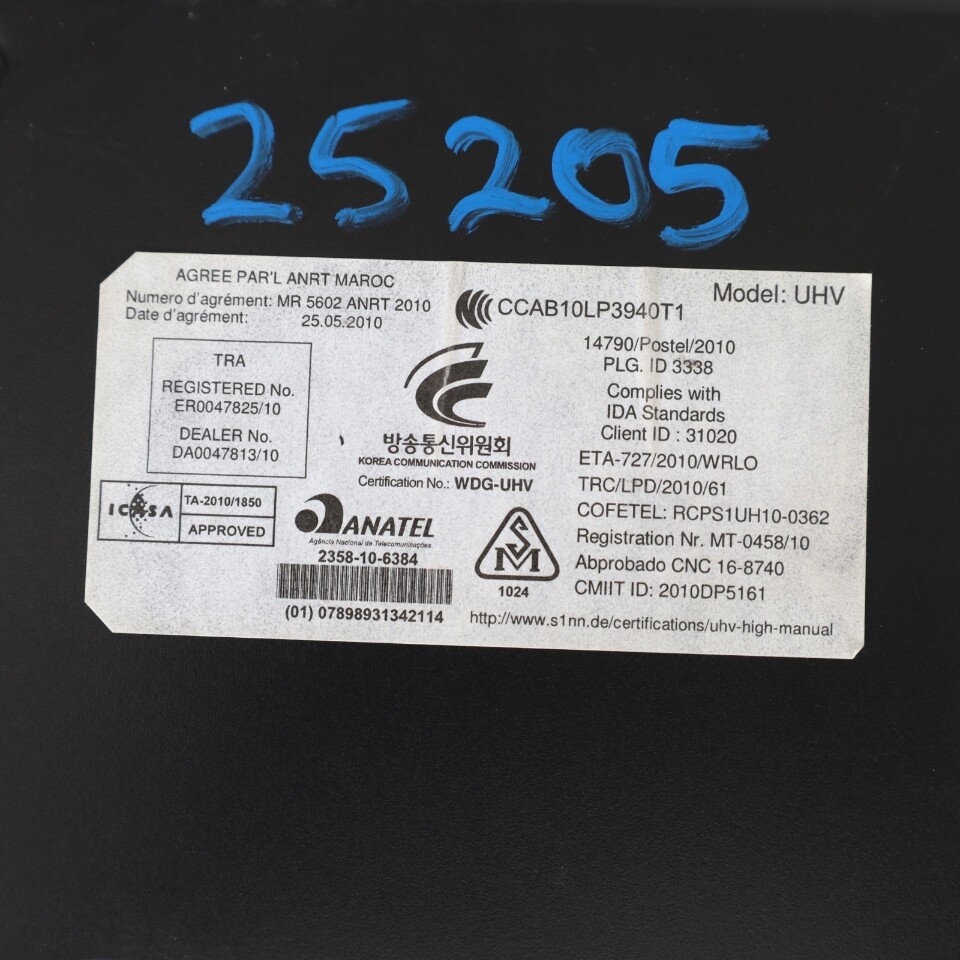 25205
AGREE PAR'L ANRT MAROC
Numero d'agrément: MR 5602 ANRT 2010
Date d'agrément: 25.05.2010
TRA
REGISTERED No.
ER0047825/10
DEALER No.
DA0047813/10
ICASA
TA-2010/1850
APPROVED
CCAB10LP3940T1
방송통신위원회
KOREA COMMUNICATION COMMISSION
Certification No.: WDG-UHV
ANATEL
Agência Nacional de Telecomunicações
2358-10-6384
(01) 07898931342114
SM
1024
Model: UHV
14790/Postel/2010
PLG. ID 3338
Complies with
IDA Standards
Client ID : 31020
ETA-727/2010/WRLO
TRC/LPD/2010/61
COFETEL: RCPS1UH10-0362
Registration Nr. MT-0458/10
Aprobado CNC 16-8740
CMIIT ID: 2010DP5161
http://www.s1nn.de/certifications/uhv-high-manual